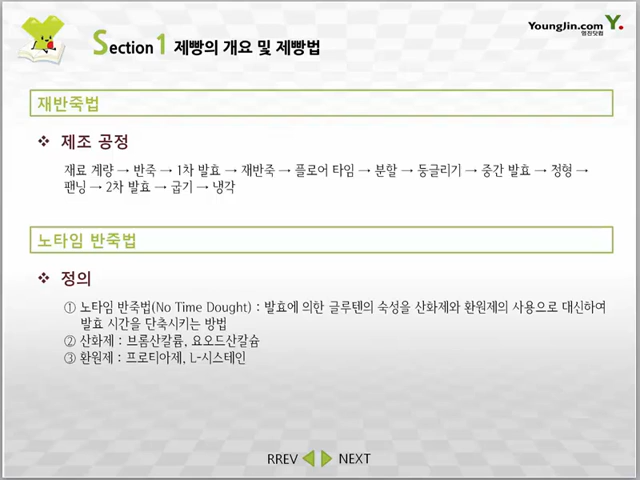 YoungJin.com Y.
영진닷컴
Section 1 제빵의 개요 및 제빵법
재반죽법
❖ 제조 공정
재료 계량 → 반죽 → 1차 발효 → 재반죽 → 플로어 타임 → 분할 → 둥글리기 → 중간 발효 → 정형 →
팬닝 → 2차 발효 → 굽기 → 냉각
노타임 반죽법
❖ 정의
① 노타임 반죽법(No Time Dought) : 발효에 의한 글루텐의 숙성을 산화제와 환원제의 사용으로 대신하여
발효 시간을 단축시키는 방법
② 산화제 : 브롬산칼륨, 요오드산칼슘
③ 환원제 : 프로티아제, L-시스테인
RREV NEXT